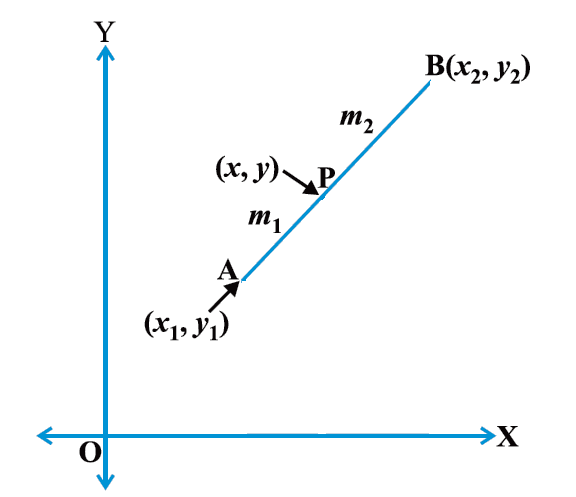 Y
B(x₂, y₂)
m₂
(x, y)
P
m₁
A
(x₁, y₁)
X
O